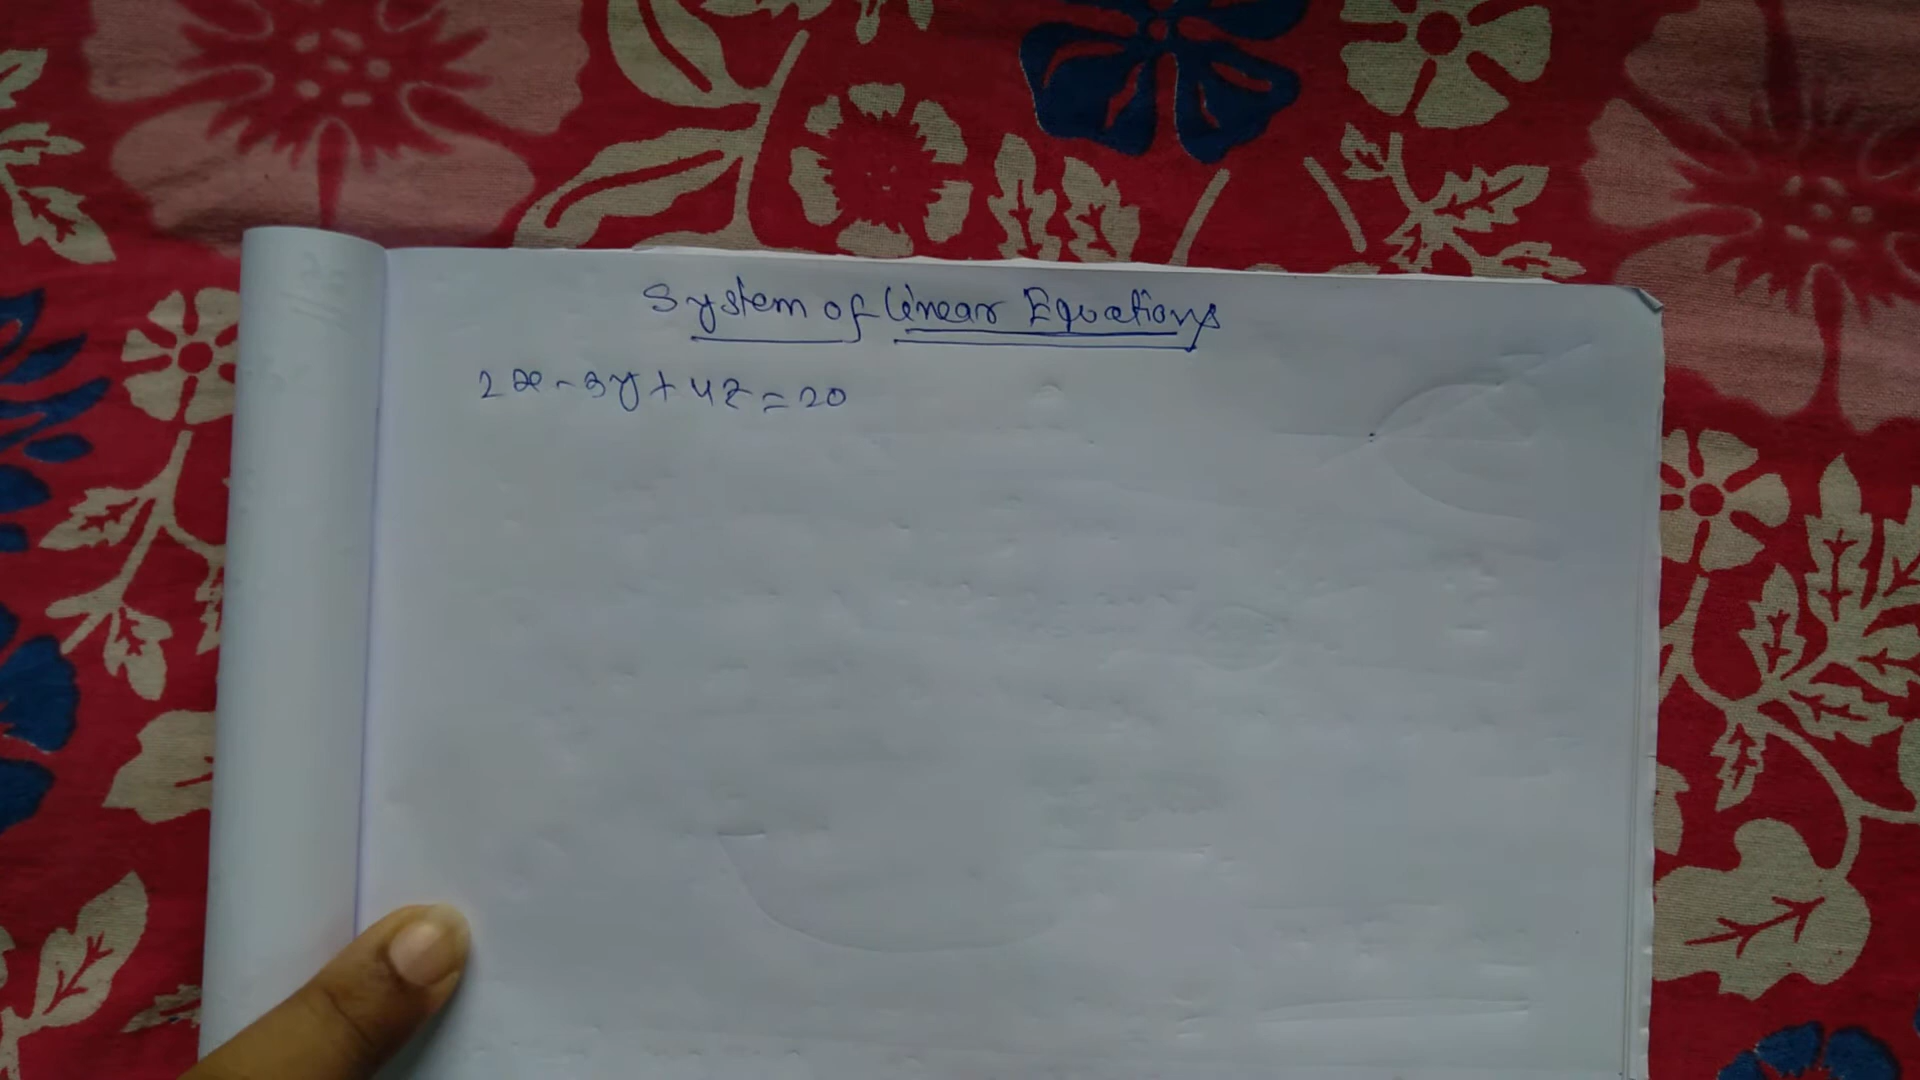 System of Linear Equations
2x - 3y + 4z = 20